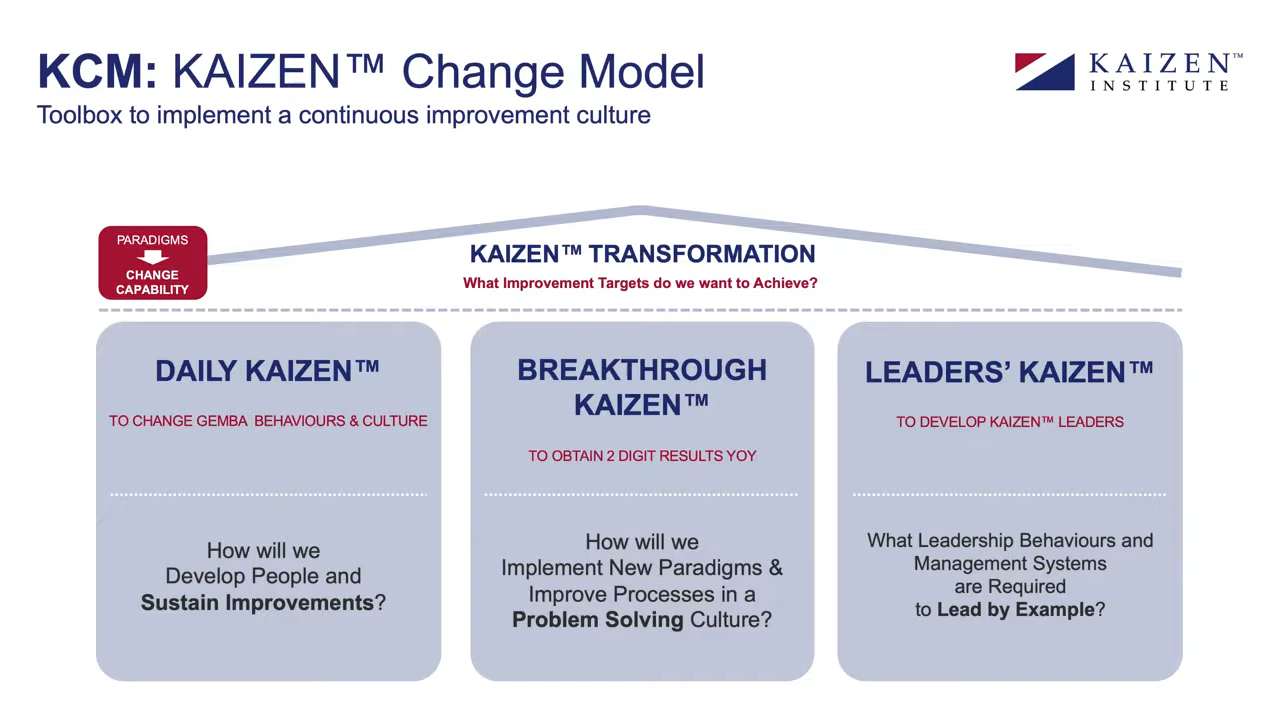 KCM: KAIZEN™ Change Model
Toolbox to implement a continuous improvement culture
KAIZEN™
INSTITUTE
PARADIGMS
CHANGE
CAPABILITY
KAIZEN™ TRANSFORMATION
What Improvement Targets do we want to Achieve?
DAILY KAIZEN™
TO CHANGE GEMBA BEHAVIOURS & CULTURE
How will we
Develop People and
Sustain Improvements?
BREAKTHROUGH
KAIZEN™
TO OBTAIN 2 DIGIT RESULTS YOY
How will we
Implement New Paradigms &
Improve Processes in a
Problem Solving Culture?
LEADERS’ KAIZEN™
TO DEVELOP KAIZEN™ LEADERS
What Leadership Behaviours and
Management Systems
are Required
to Lead by Example?